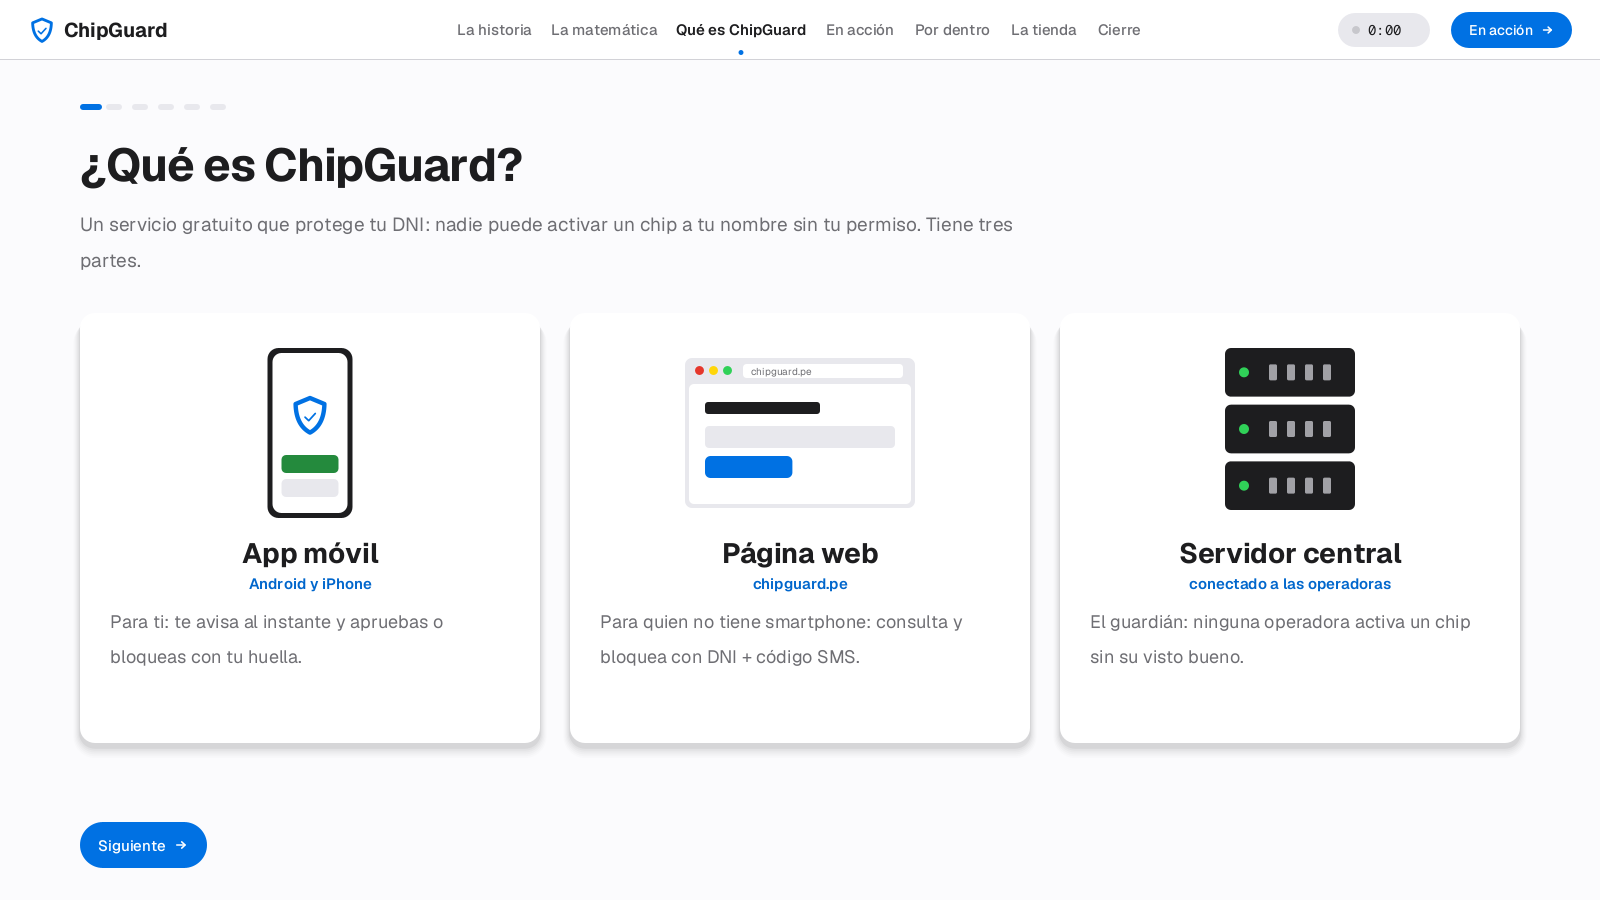 ChipGuard
La historia
La matemática
Qué es ChipGuard
En acción
Por dentro
La tienda
Cierre
0:00
En acción →
¿Qué es ChipGuard?
Un servicio gratuito que protege tu DNI: nadie puede activar un chip a tu nombre sin tu permiso. Tiene tres
partes.
App móvil
Android y iPhone
Para ti: te avisa al instante y apruebas o
bloqueas con tu huella.
chipguard.pe
Página web
chipguard.pe
Para quien no tiene smartphone: consulta y
bloquea con DNI + código SMS.
Servidor central
conectado a las operadoras
El guardián: ninguna operadora activa un chip
sin su visto bueno.
Siguiente →